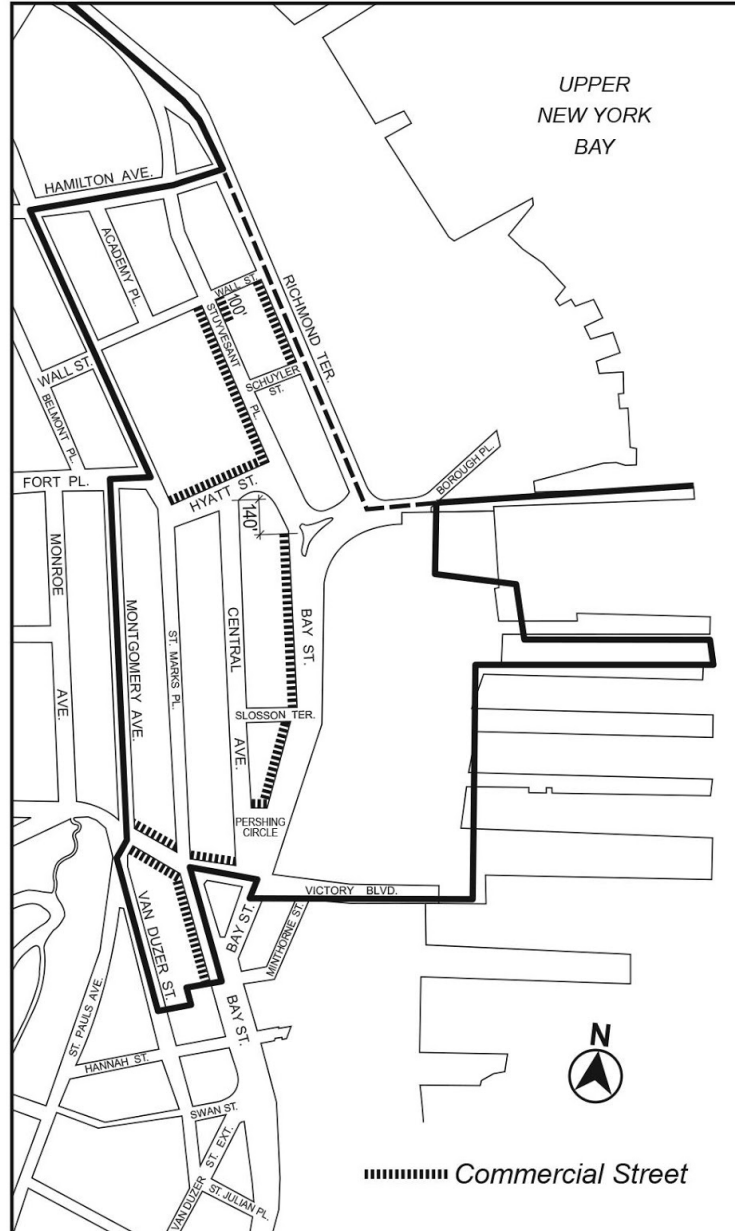 UPPER
NEW YORK
BAY
HAMILTON AVE.
ACADEMY PL.
RICHMOND TER.
WALL ST.
100'
STUYVESANT
PL.
SCHUYLER
ST.
WALL ST.
BELMONT PL.
FORT PL.
HYATT ST.
BOROUGH PL.
140'
MONROE
AVE.
MONTGOMERY AVE.
ST. MARKS PL.
CENTRAL
AVE.
BAY ST.
SLOSSON TER.
PERSHING
CIRCLE
VICTORY BLVD.
VAN DUZER ST.
BAY ST.
MINTHORNE ST.
BAY ST.
ST. PAULS AVE.
HANNAH ST.
SWAN ST.
VAN DUZER ST. EXT.
ST. JULIAN PL.
N
Commercial Street